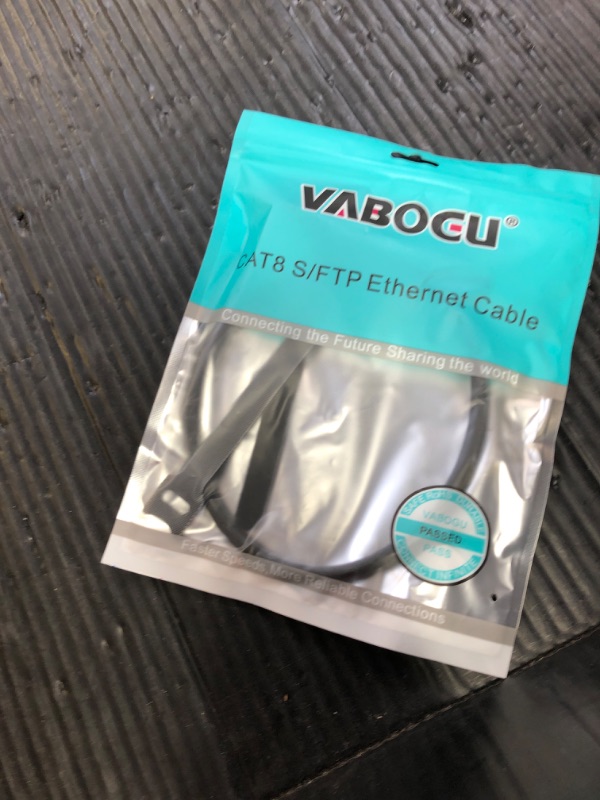 VABOGU®
CAT8 S/FTP Ethernet Cable
Connecting the Future Sharing the world
VABOGU
PASSED
PASS
Faster Speeds, More Reliable Connections